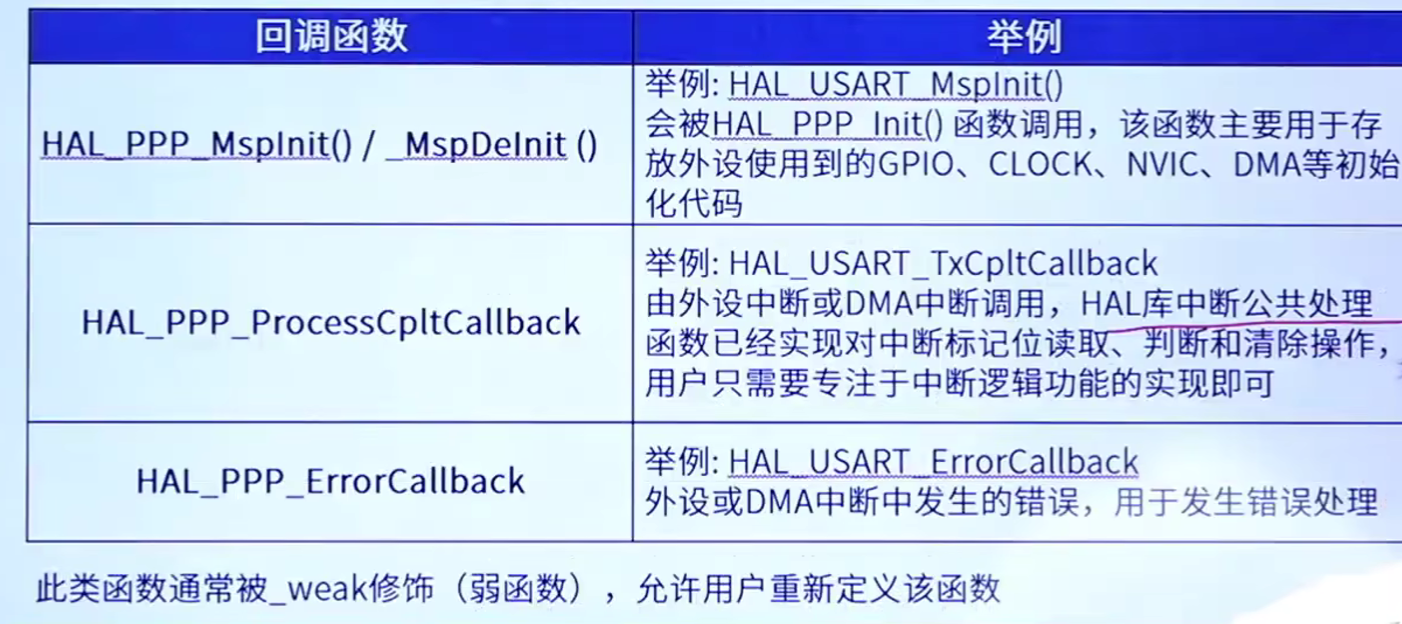 回调函数
举例
HAL_PPP_MspInit() / _MspDeInit ()
举例: HAL_USART_MspInit()
会被HAL_PPP_Init() 函数调用，该函数主要用于存
放外设使用到的GPIO、CLOCK、NVIC、DMA等初始
化代码
HAL_PPP_ProcessCpltCallback
举例: HAL_USART_TxCpltCallback
由外设中断或DMA中断调用，HAL库中断公共处理
函数已经实现对中断标记位读取、判断和清除操作，
用户只需要专注于中断逻辑功能的实现即可
HAL_PPP_ErrorCallback
举例: HAL_USART_ErrorCallback
外设或DMA中断中发生的错误，用于发生错误处理
此类函数通常被_weak修饰（弱函数），允许用户重新定义该函数